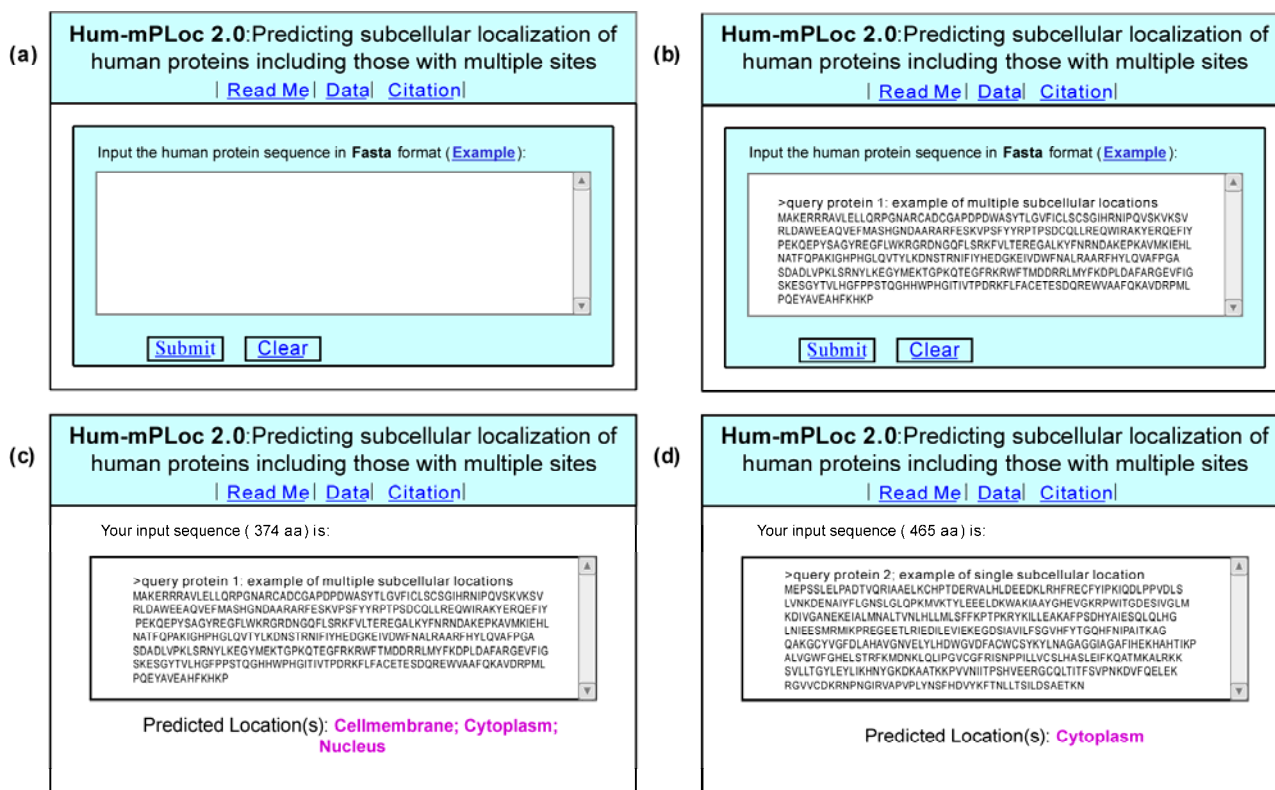 (a)
Hum-mPLoc 2.0:Predicting subcellular localization of
human proteins including those with multiple sites
| Read Me| Data| Citation|
Input the human protein sequence in Fasta format (Example):
Submit Clear
(b)
Hum-mPLoc 2.0:Predicting subcellular localization of
human proteins including those with multiple sites
| Read Me| Data| Citation|
Input the human protein sequence in Fasta format (Example):
>query protein 1: example of multiple subcellular locations
MAKERRRAVLELLQRPGNARCADCGAPDPDWASYTLGVFICLSCSGIHRNIPQVSKVKSV
RLDAWEEAQVEFMASHGNDAARARFESKVPSFYYRPTPSDCQLLREQWIRAKYERQEFIY
PEKQEPYSAGYREGFLWKRGRDNGQFLSRKFVLTEREGALKYFNRNDAKEPKAVMKIEHL
NATFQPAKIGHPHGLQVTYLKDNSTRNIFIYHEDGKEIVDWFNALRAARFHYLQVAFPGA
SDADLVPKLSRNYLKEGYMEKTGPKQTEGFRKRWFTMDDRRLMYFKDPLDAFARGEVFIG
SKESGYTVLHGFPPSTQGHHWPHGITIVTPDRKFLFACETESDQREWVAAFQKAVDRPML
PQEYAVEAHFKHKP
Submit Clear
(c)
Hum-mPLoc 2.0:Predicting subcellular localization of
human proteins including those with multiple sites
| Read Me| Data| Citation|
Your input sequence ( 374 aa) is:
>query protein 1: example of multiple subcellular locations
MAKERRRAVLELLQRPGNARCADCGAPDPDWASYTLGVFICLSCSGIHRNIPQVSKVKSV
RLDAWEEAQVEFMASHGNDAARARFESKVPSFYYRPTPSDCQLLREQWIRAKYERQEFIY
PEKQEPYSAGYREGFLWKRGRDNGQFLSRKFVLTEREGALKYFNRNDAKEPKAVMKIEHL
NATFQPAKIGHPHGLQVTYLKDNSTRNIFIYHEDGKEIVDWFNALRAARFHYLQVAFPGA
SDADLVPKLSRNYLKEGYMEKTGPKQTEGFRKRWFTMDDRRLMYFKDPLDAFARGEVFIG
SKESGYTVLHGFPPSTQGHHWPHGITIVTPDRKFLFACETESDQREWVAAFQKAVDRPML
PQEYAVEAHFKHKP
Predicted Location(s): Cellmembrane; Cytoplasm;
Nucleus
(d)
Hum-mPLoc 2.0:Predicting subcellular localization of
human proteins including those with multiple sites
| Read Me| Data| Citation|
Your input sequence ( 465 aa) is:
>query protein 2; example of single subcellular location
MEPSSLELPADTVQRIAAELKCHPTDERVALHLDEEDKLRHFRECFYIPKIQDLPPVDLS
LVNKDENAIYFLGNSLGLQPKMVKTYLEEELDKWAKIAAYGHEVGKRPWITGDESIVGLM
KDIVGANEKEIALMNALTVNLHLLMLSFFKPTPKRYKILLEAKAFPSDHYAIESQLQLHG
LNIEESMRMIKPREGEETLRIEDILEVIEKEGDSIAVILFSGVHFYTGQHFNIPAITKAG
QAKGCYVGFDLAHAVGNVELYLHDWGVDFACWCSYKYLNAGAGGIAGAFIHEKHAHTIKP
ALVGWFGHELSTRFKMDNKLQLIPGVCGFRISNPPILLVCSLHASLEIFKQATMKALRKK
SVLLTGYLEYLIKHNYGKDKAATKKPVVNIITPSHVEERGCQLTITFSVPNKDVFQELEK
RGVVCDKRNPNGIRVAPVPLYNSFHDVYKFTNLLTSILDSAETKN
Predicted Location(s): Cytoplasm